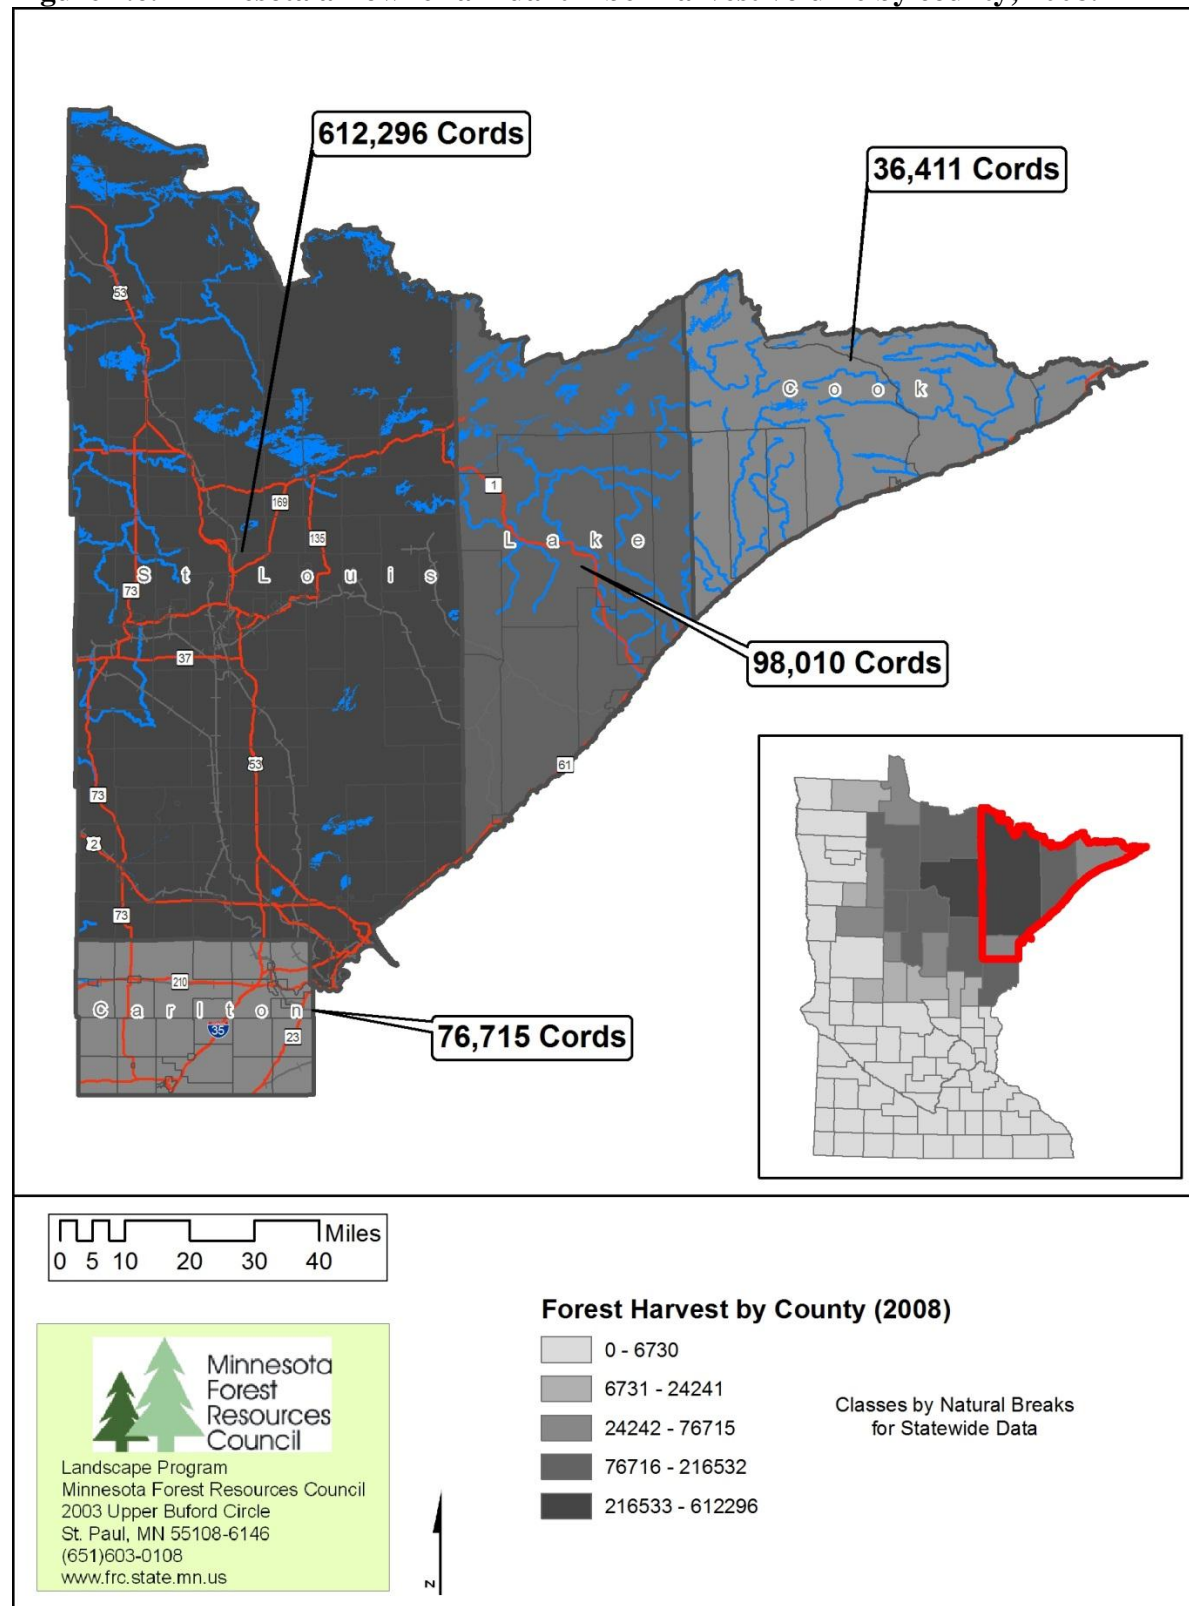 612,296 Cords
36,411 Cords
53
C o o k
1
169
135
L a k e
St Louis
73
37
98,010 Cords
53
61
73
2
73
210
Carlton
35
23
76,715 Cords
Miles
0 5 10 20 30 40
Forest Harvest by County (2008)
0 - 6730
6731 - 24241
24242 - 76715
76716 - 216532
216533 - 612296
Classes by Natural Breaks
for Statewide Data
Minnesota
Forest
Resources
Council
Landscape Program
Minnesota Forest Resources Council
2003 Upper Buford Circle
St. Paul, MN 55108-6146
(651)603-0108
www.frc.state.mn.us
N